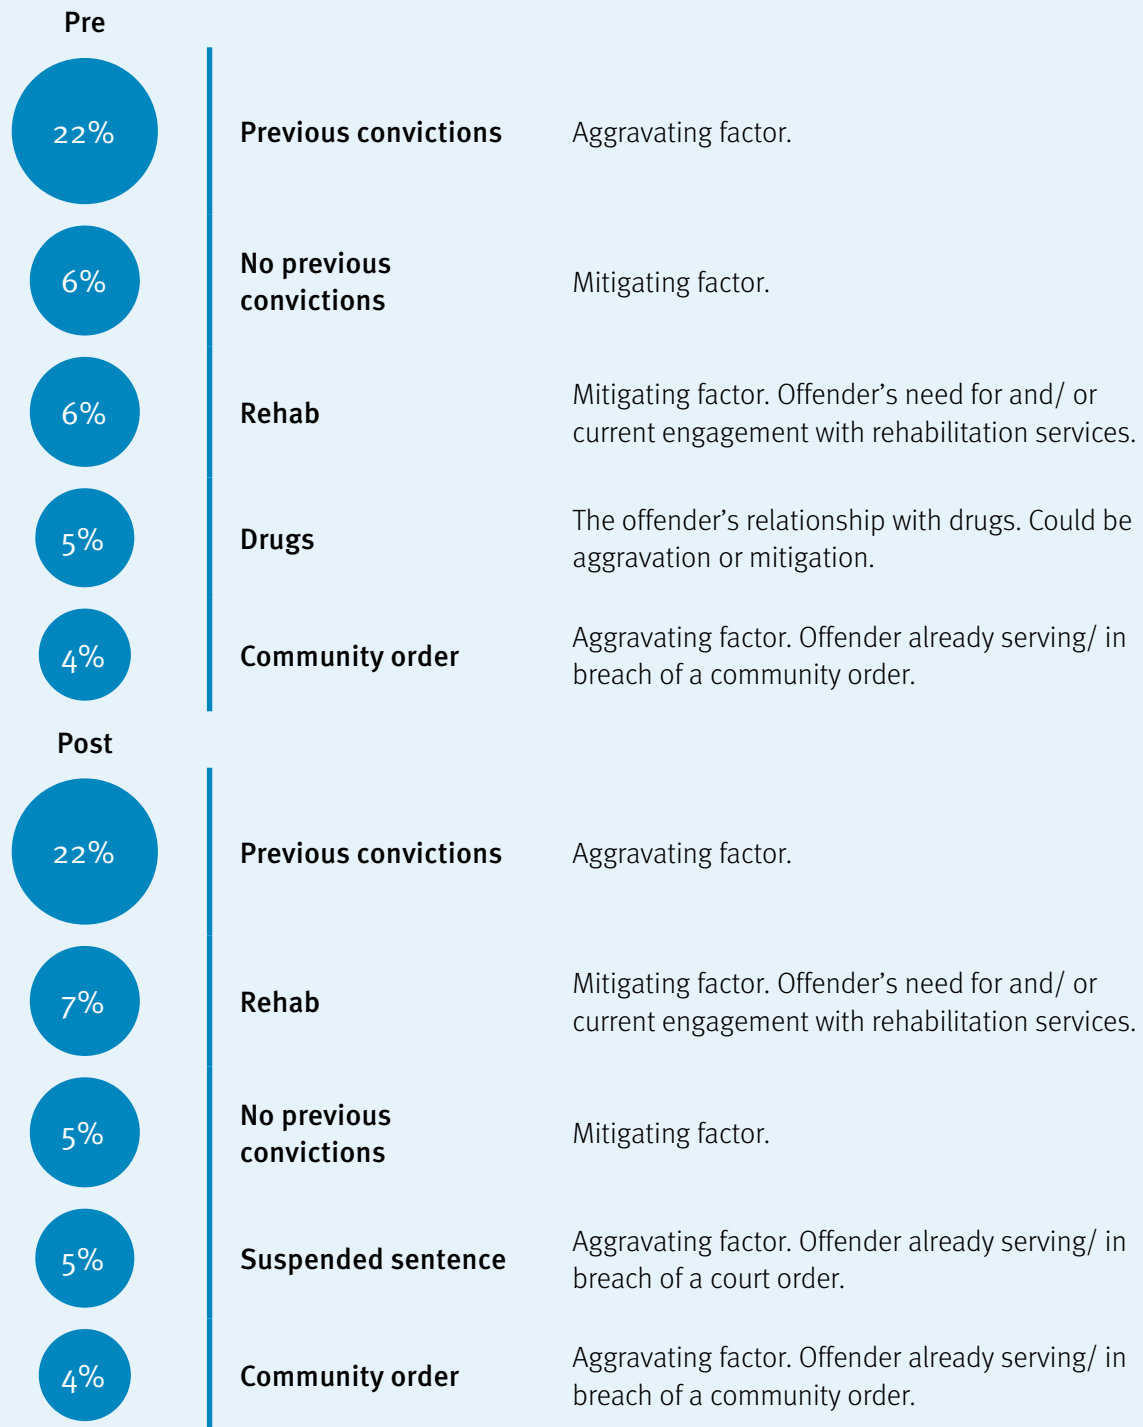 Pre
22%
Previous convictions
Aggravating factor.
6%
No previous
convictions
Mitigating factor.
6%
Rehab
Mitigating factor. Offender’s need for and/ or
current engagement with rehabilitation services.
5%
Drugs
The offender’s relationship with drugs. Could be
aggravation or mitigation.
4%
Community order
Aggravating factor. Offender already serving/ in
breach of a community order.
Post
22%
Previous convictions
Aggravating factor.
7%
Rehab
Mitigating factor. Offender’s need for and/ or
current engagement with rehabilitation services.
5%
No previous
convictions
Mitigating factor.
5%
Suspended sentence
Aggravating factor. Offender already serving/ in
breach of a court order.
4%
Community order
Aggravating factor. Offender already serving/ in
breach of a community order.